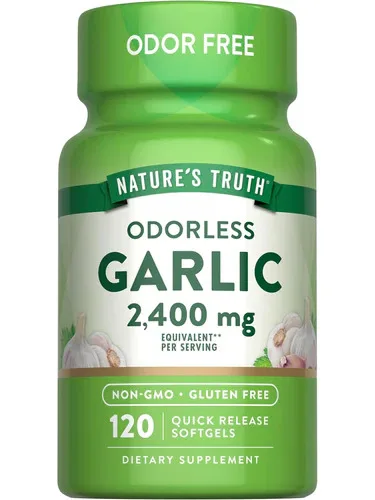 ODOR FREE
NATURE'S TRUTH®
ODORLESS
GARLIC
2,400 mg
EQUIVALENT**
PER SERVING
NON-GMO • GLUTEN FREE
120 QUICK RELEASE
SOFTGELS
DIETARY SUPPLEMENT